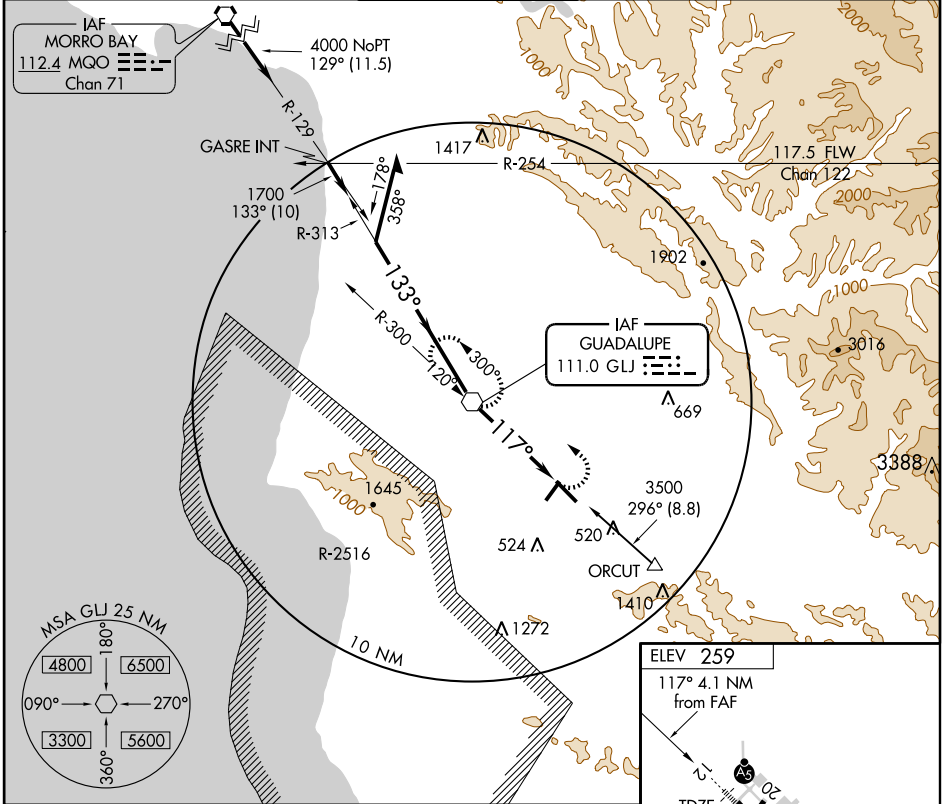 IAF
MORRO BAY
112.4 MQO
Chan 71
4000 NoPT
129° (11.5)
R-129
GASRE INT
1417
R-254
117.5 FLW
Chan 122
2000
1000
2000
1700
133° (10)
R-313
178°
358°
1902
1000
133°
R-300
120°
300°
IAF
GUADALUPE
111.0 GLJ
3016
669
117°
3388
1645
1000
3500
296° (8.8)
524
520
R-2516
ORCUT
1410
1272
10 NM
MSA GLJ 25 NM
180°
4800
6500
090°
270°
3300
5600
360°
ELEV 259
117° 4.1 NM
from FAF
12
A5
20
TDZE